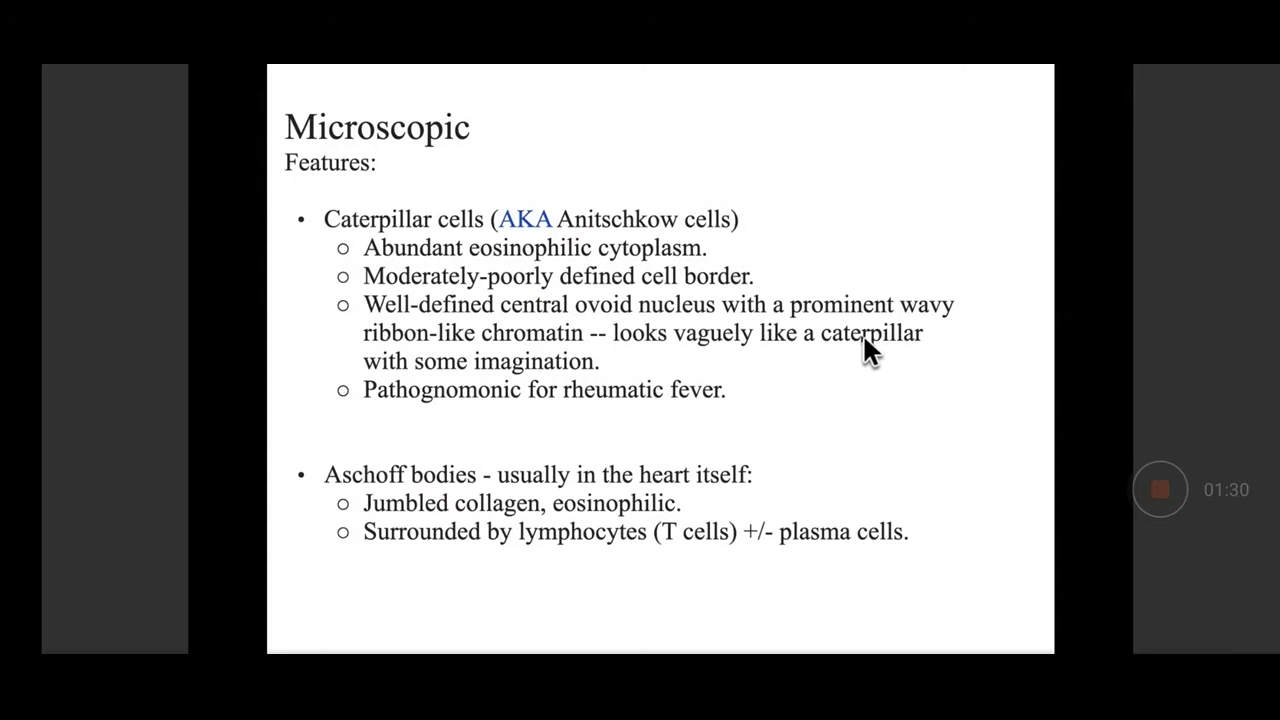 Microscopic
Features:
• Caterpillar cells (AKA Anitschkow cells)
○ Abundant eosinophilic cytoplasm.
○ Moderately-poorly defined cell border.
○ Well-defined central ovoid nucleus with a prominent wavy
ribbon-like chromatin -- looks vaguely like a caterpillar
with some imagination.
○ Pathognomonic for rheumatic fever.
• Aschoff bodies - usually in the heart itself:
○ Jumbled collagen, eosinophilic.
○ Surrounded by lymphocytes (T cells) +/- plasma cells.
01:30